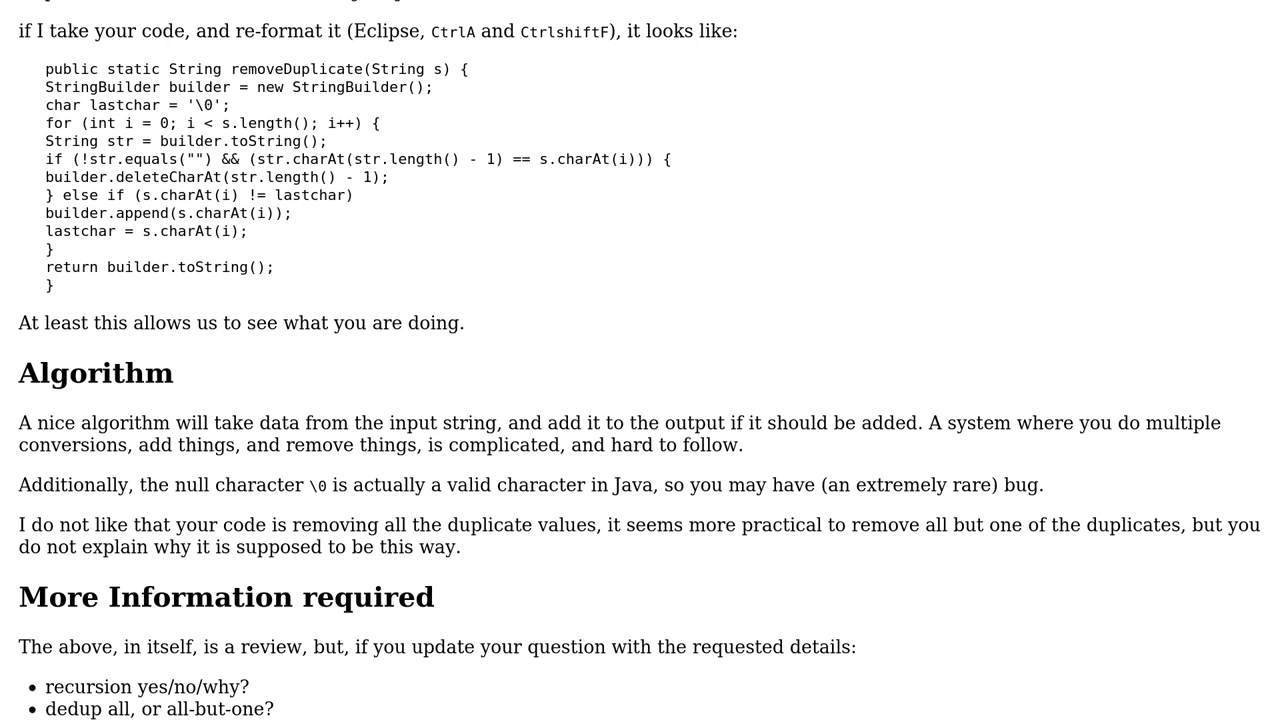 if I take your code, and re-format it (Eclipse, CtrlA and CtrlshiftF), it looks like:
public static String removeDuplicate(String s) {
StringBuilder builder = new StringBuilder();
char lastchar = '\0';
for (int i = 0; i < s.length(); i++) {
String str = builder.toString();
if (!str.equals("") && (str.charAt(str.length() - 1) == s.charAt(i))) {
builder.deleteCharAt(str.length() - 1);
} else if (s.charAt(i) != lastchar)
builder.append(s.charAt(i));
lastchar = s.charAt(i);
}
return builder.toString();
}
At least this allows us to see what you are doing.
Algorithm
A nice algorithm will take data from the input string, and add it to the output if it should be added. A system where you do multiple
conversions, add things, and remove things, is complicated, and hard to follow.
Additionally, the null character \0 is actually a valid character in Java, so you may have (an extremely rare) bug.
I do not like that your code is removing all the duplicate values, it seems more practical to remove all but one of the duplicates, but you
do not explain why it is supposed to be this way.
More Information required
The above, in itself, is a review, but, if you update your question with the requested details:
• recursion yes/no/why?
• dedup all, or all-but-one?